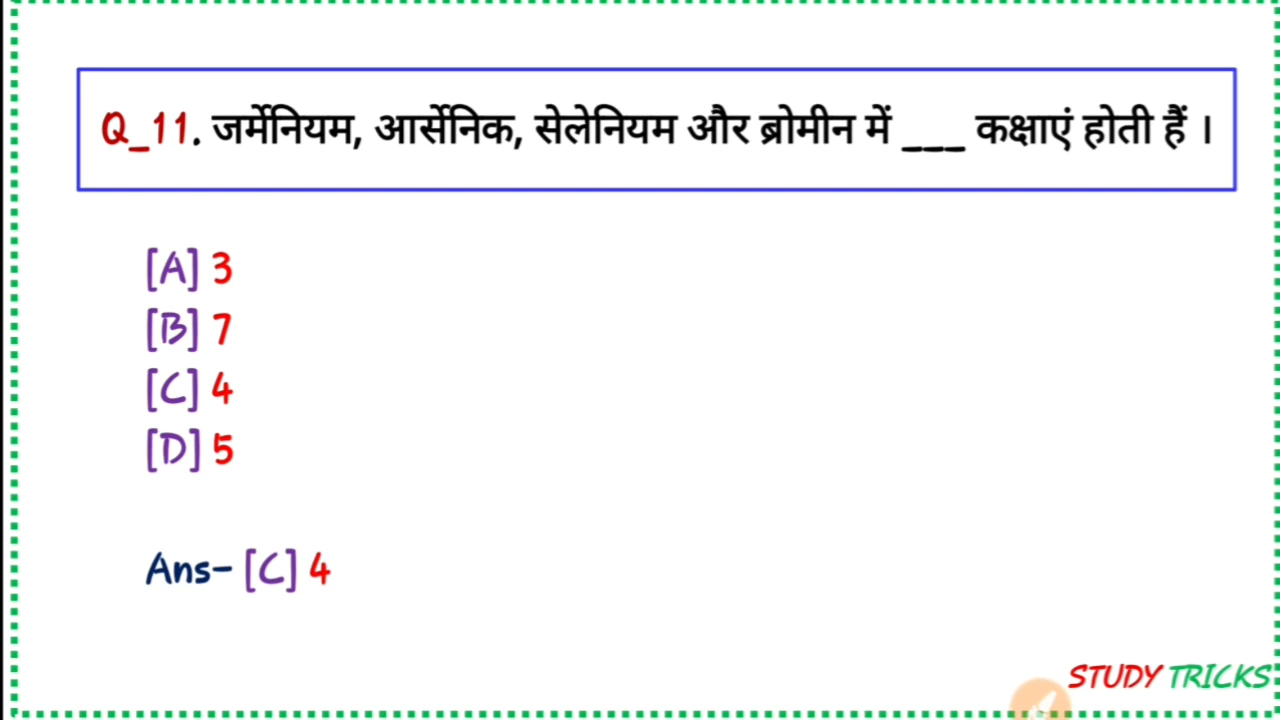 Q_11. जर्मेनियम, आर्सेनिक, सेलेनियम और ब्रोमीन में ___ कक्षाएं होती हैं ।
[A] 3
[B] 7
[C] 4
[D] 5
Ans- [C] 4
STUDY TRICKS